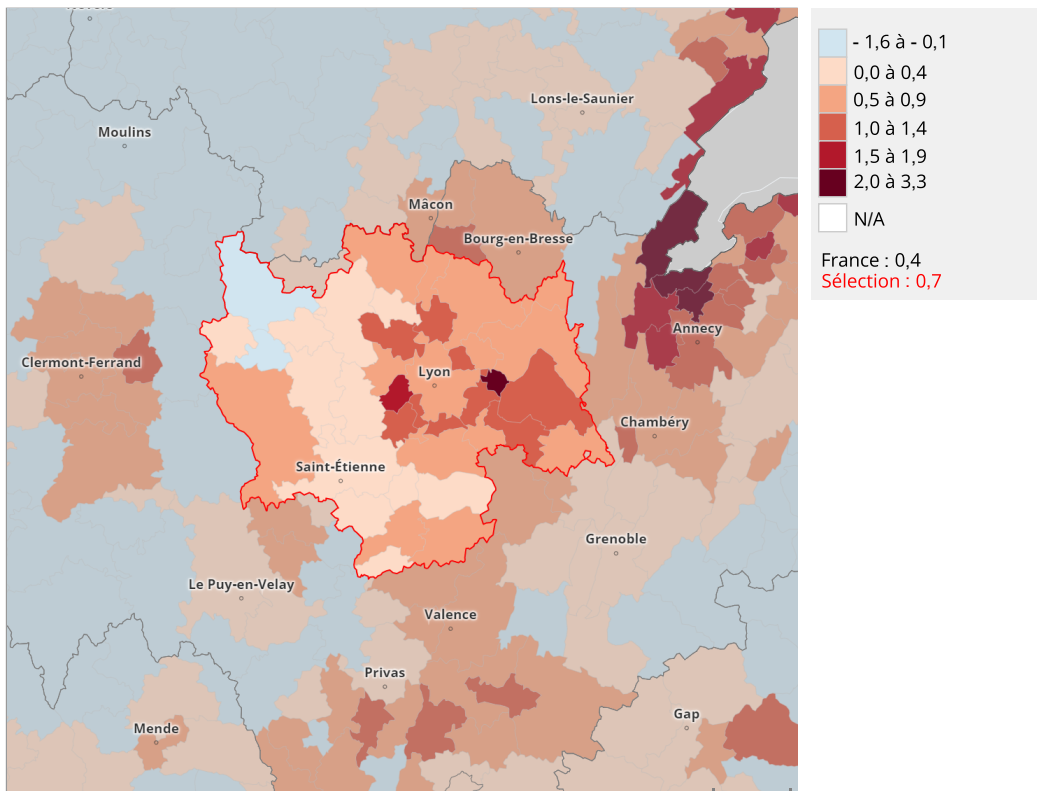 Moulins
Lons-le-Saunier
Mâcon
Bourg-en-Bresse
Annecy
Clermont-Ferrand
Lyon
Chambéry
Saint-Étienne
Grenoble
Le Puy-en-Velay
Valence
Privas
Gap
Mende
- 1,6 à - 0,1
0,0 à 0,4
0,5 à 0,9
1,0 à 1,4
1,5 à 1,9
2,0 à 3,3
N/A
France : 0,4
Sélection : 0,7